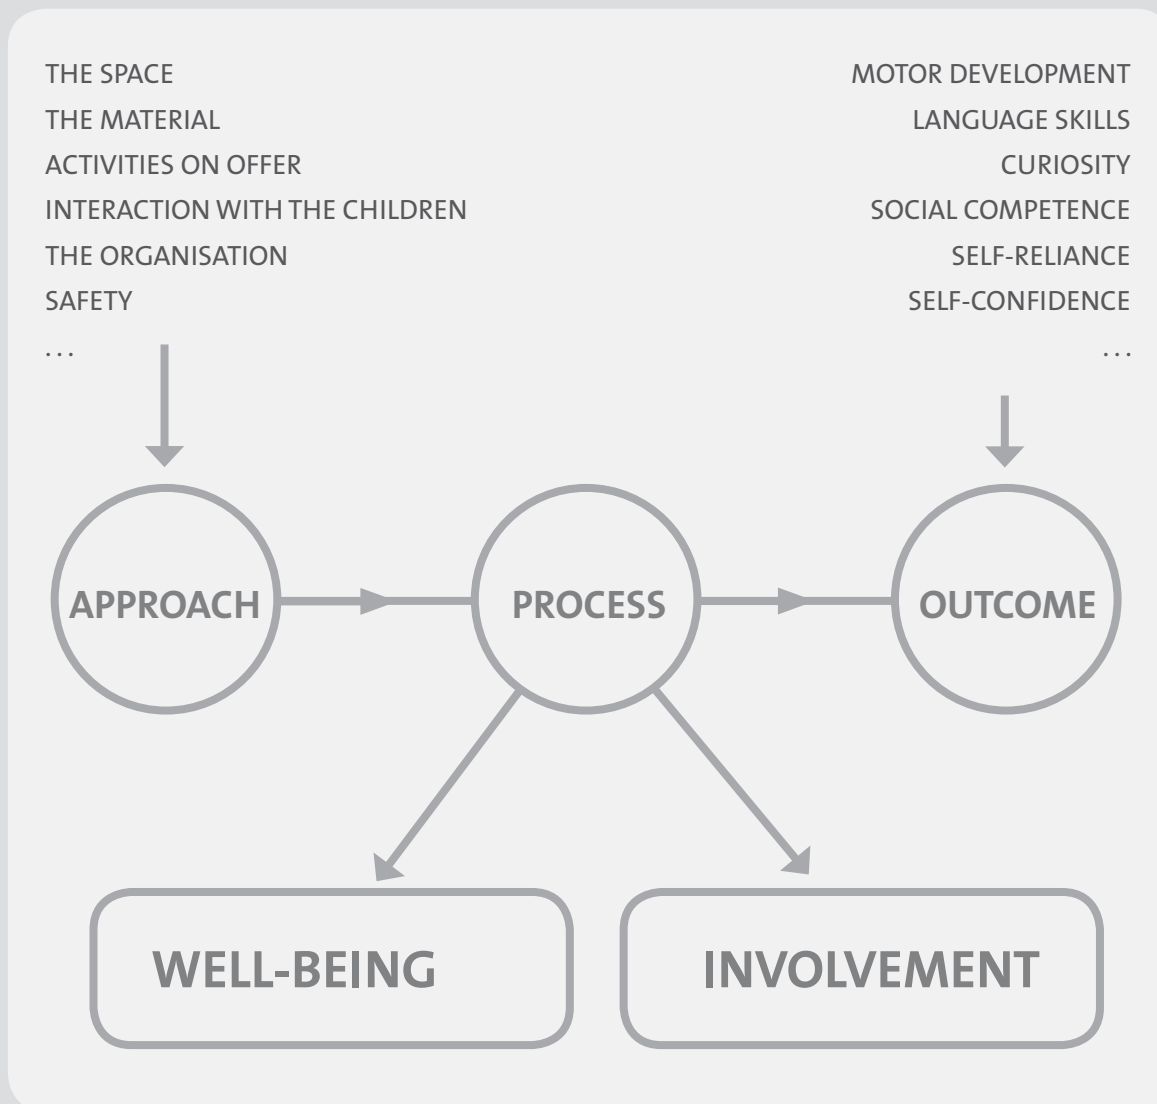 THE SPACE
THE MATERIAL
ACTIVITIES ON OFFER
INTERACTION WITH THE CHILDREN
THE ORGANISATION
SAFETY
...
MOTOR DEVELOPMENT
LANGUAGE SKILLS
CURIOSITY
SOCIAL COMPETENCE
SELF-RELIANCE
SELF-CONFIDENCE
...
APPROACH
PROCESS
OUTCOME
WELL-BEING
INVOLVEMENT